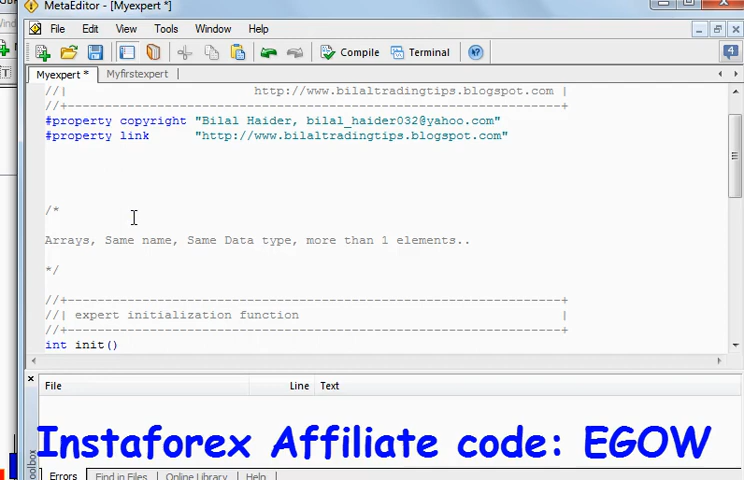 MetaEditor - [Myexpert *]
File Edit View Tools Window Help
Compile Terminal
Myexpert * Myfirstexpert
//| http://www.bilaltradingtips.blogspot.com |
//+------------------------------------------------------------------+
#property copyright "Bilal Haider, bilal_haider032@yahoo.com"
#property link "http://www.bilaltradingtips.blogspot.com"
/*
Arrays, Same name, Same Data type, more than 1 elements..
*/
//+------------------------------------------------------------------+
//| expert initialization function |
//+------------------------------------------------------------------+
int init()
File Line Text
Instaforex Affiliate code: EGOW
Errors Find in Files Online Library Help